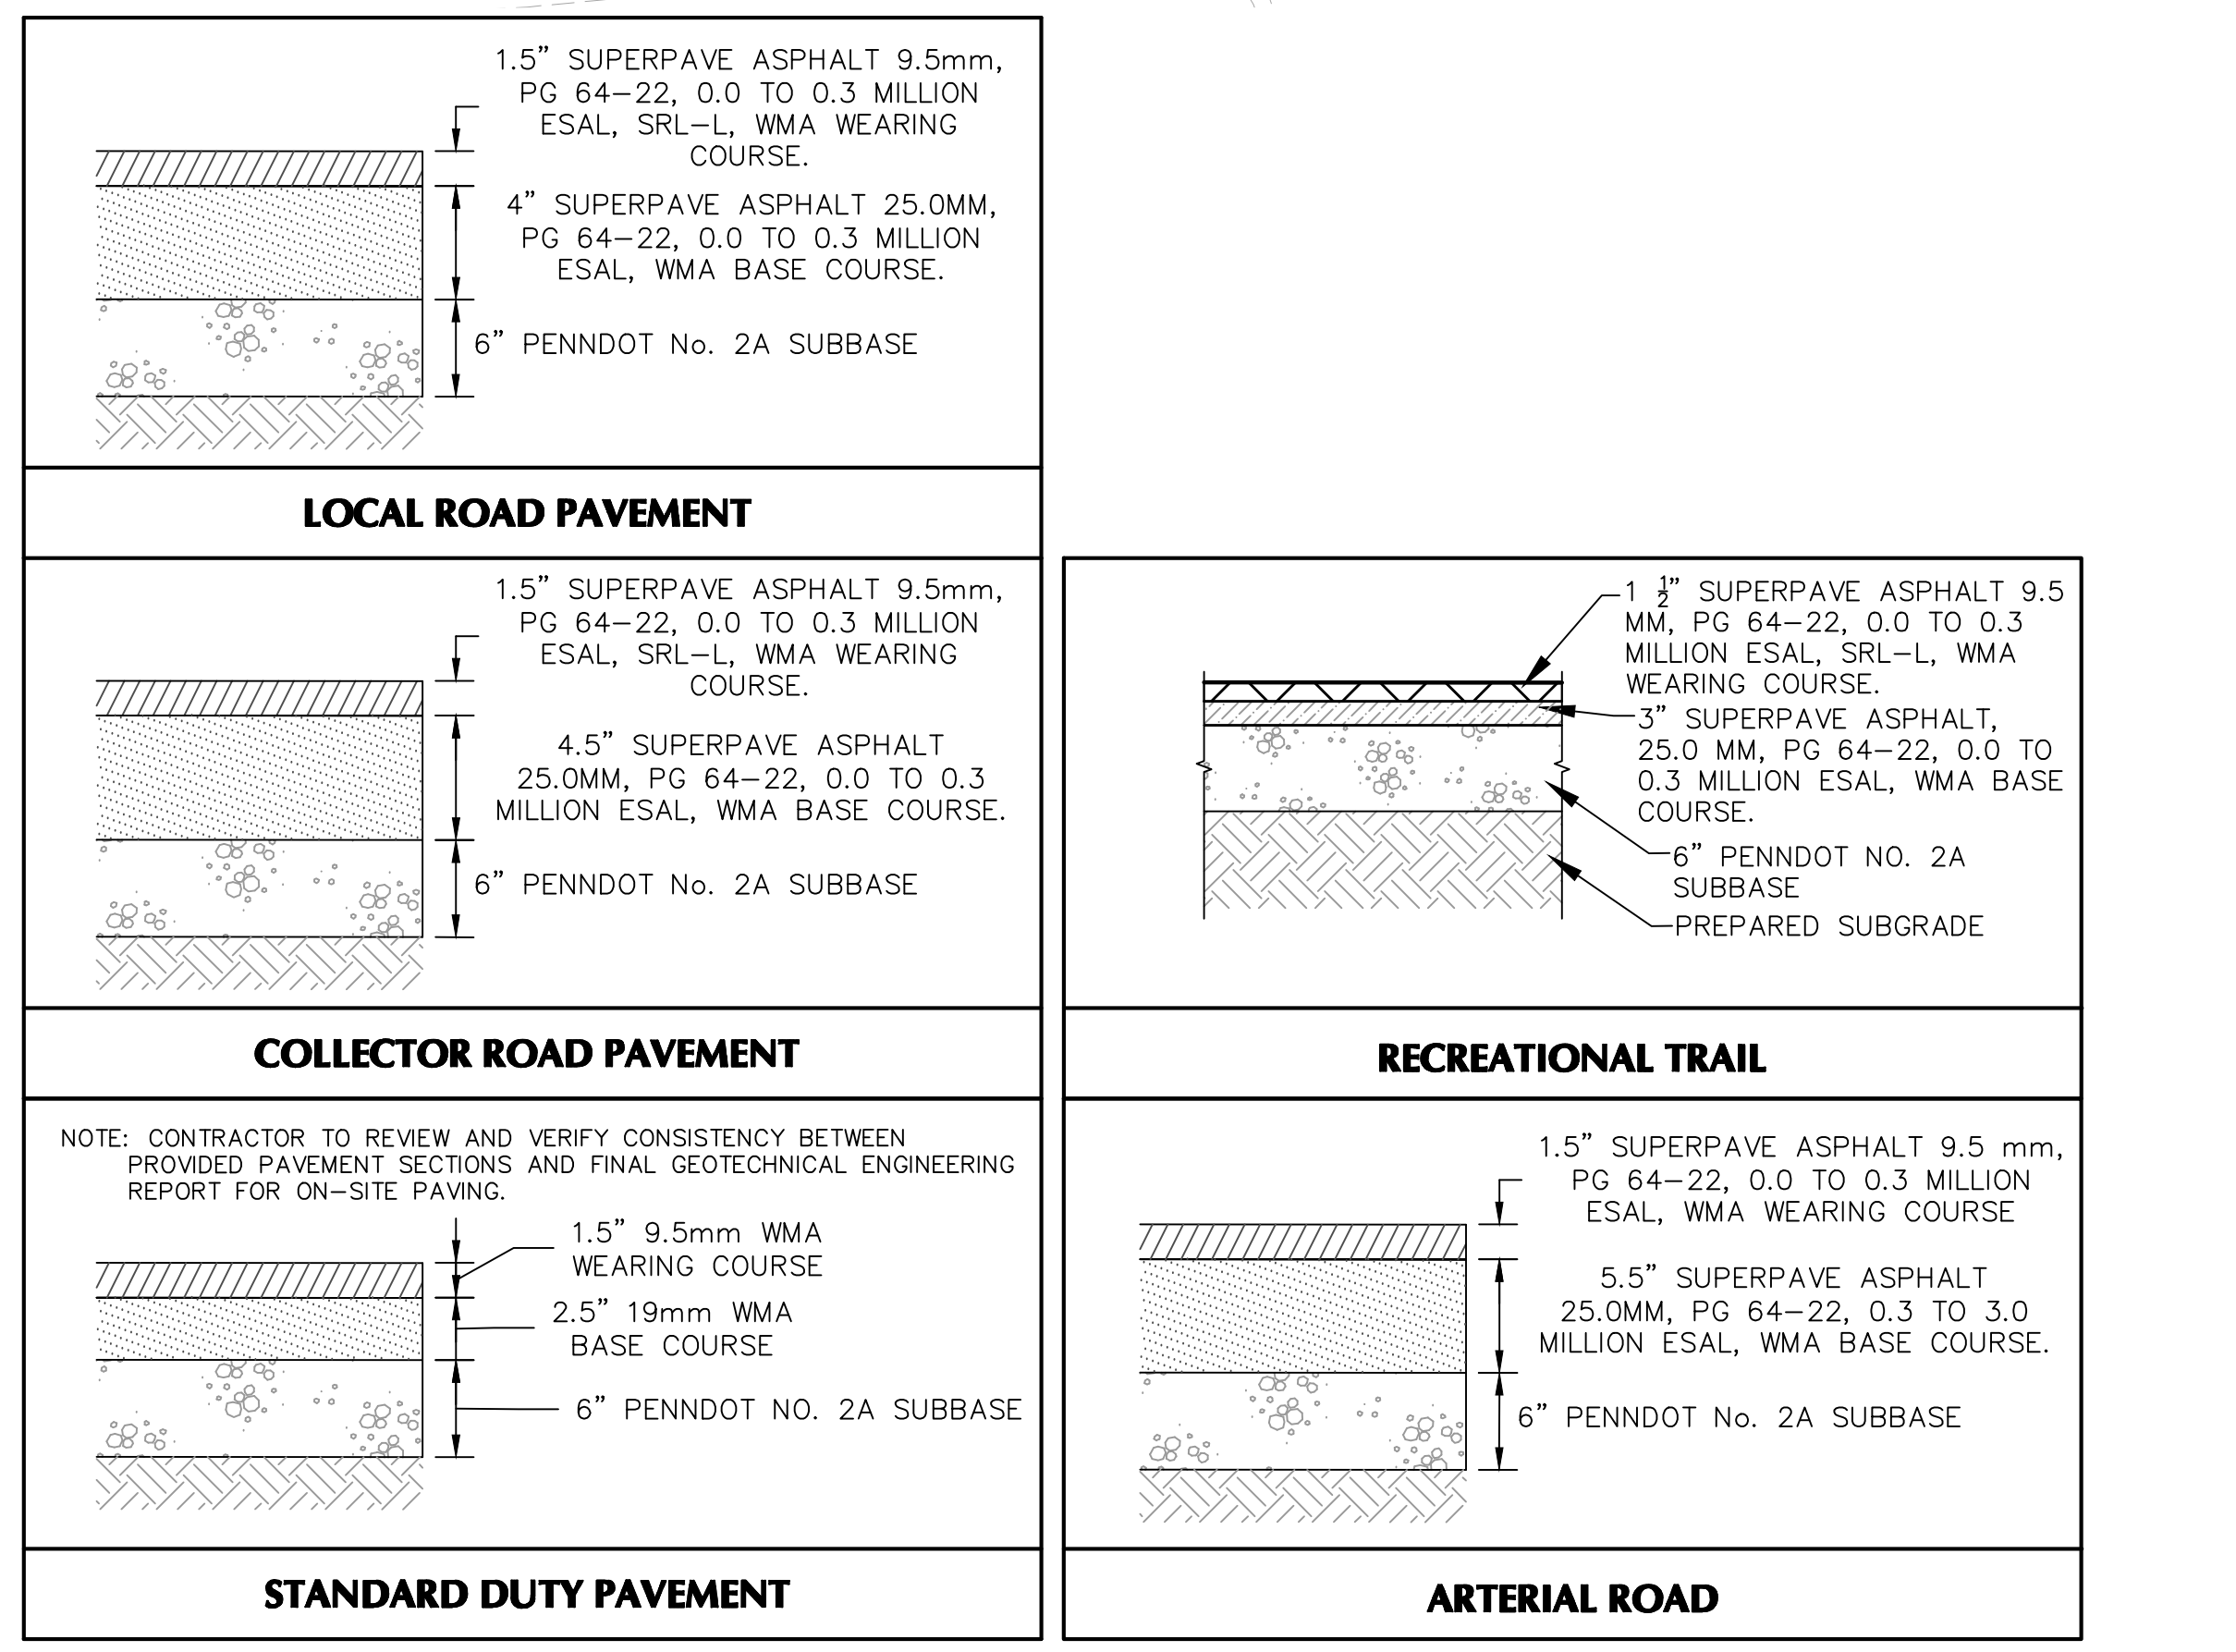 1.5” SUPERPAVE ASPHALT 9.5mm,
PG 64–22, 0.0 TO 0.3 MILLION
ESAL, SRL–L, WMA WEARING
COURSE.
4” SUPERPAVE ASPHALT 25.0MM,
PG 64–22, 0.0 TO 0.3 MILLION
ESAL, WMA BASE COURSE.
6” PENNDOT No. 2A SUBBASE
LOCAL ROAD PAVEMENT
1.5” SUPERPAVE ASPHALT 9.5mm,
PG 64–22, 0.0 TO 0.3 MILLION
ESAL, SRL–L, WMA WEARING
COURSE.
4.5” SUPERPAVE ASPHALT
25.0MM, PG 64–22, 0.0 TO 0.3
MILLION ESAL, WMA BASE COURSE.
6” PENNDOT No. 2A SUBBASE
COLLECTOR ROAD PAVEMENT
1 1/2” SUPERPAVE ASPHALT 9.5
MM, PG 64–22, 0.0 TO 0.3
MILLION ESAL, SRL–L, WMA
WEARING COURSE.
3” SUPERPAVE ASPHALT,
25.0 MM, PG 64–22, 0.0 TO
0.3 MILLION ESAL, WMA BASE
COURSE.
6” PENNDOT NO. 2A
SUBBASE
PREPARED SUBGRADE
RECREATIONAL TRAIL
NOTE: CONTRACTOR TO REVIEW AND VERIFY CONSISTENCY BETWEEN
PROVIDED PAVEMENT SECTIONS AND FINAL GEOTECHNICAL ENGINEERING
REPORT FOR ON–SITE PAVING.
1.5” 9.5mm WMA
WEARING COURSE
2.5” 19mm WMA
BASE COURSE
6” PENNDOT NO. 2A SUBBASE
STANDARD DUTY PAVEMENT
1.5” SUPERPAVE ASPHALT 9.5 mm,
PG 64–22, 0.0 TO 0.3 MILLION
ESAL, WMA WEARING COURSE
5.5” SUPERPAVE ASPHALT
25.0MM, PG 64–22, 0.3 TO 3.0
MILLION ESAL, WMA BASE COURSE.
6” PENNDOT No. 2A SUBBASE
ARTERIAL ROAD